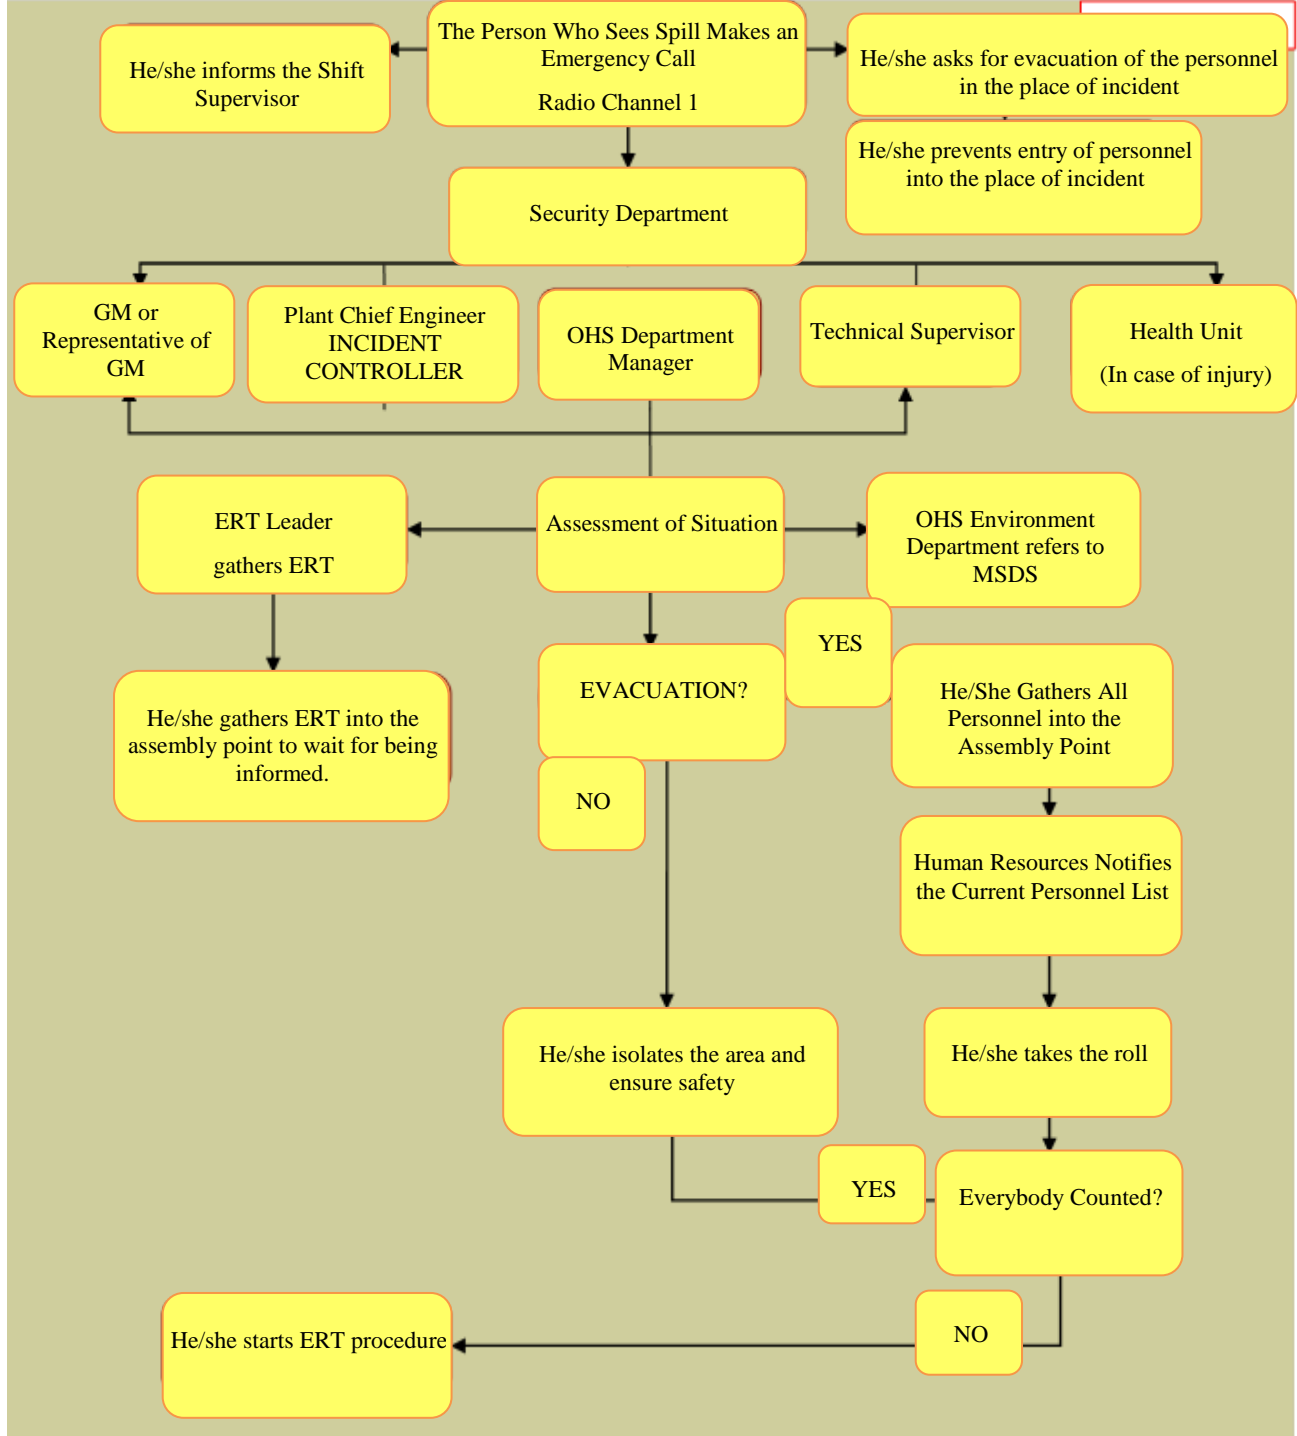 The Person Who Sees Spill Makes an
Emergency Call
Radio Channel 1
He/she informs the Shift
Supervisor
He/she asks for evacuation of the personnel
in the place of incident
He/she prevents entry of personnel
into the place of incident
Security Department
GM or
Representative of
GM
Plant Chief Engineer
INCIDENT
CONTROLLER
OHS Department
Manager
Technical Supervisor
Health Unit
(In case of injury)
ERT Leader
gathers ERT
Assessment of Situation
OHS Environment
Department refers to
MSDS
He/she gathers ERT into the
assembly point to wait for being
informed.
EVACUATION?
YES
He/She Gathers All
Personnel into the
Assembly Point
NO
Human Resources Notifies
the Current Personnel List
He/she isolates the area and
ensure safety
He/she takes the roll
YES
Everybody Counted?
NO
He/she starts ERT procedure